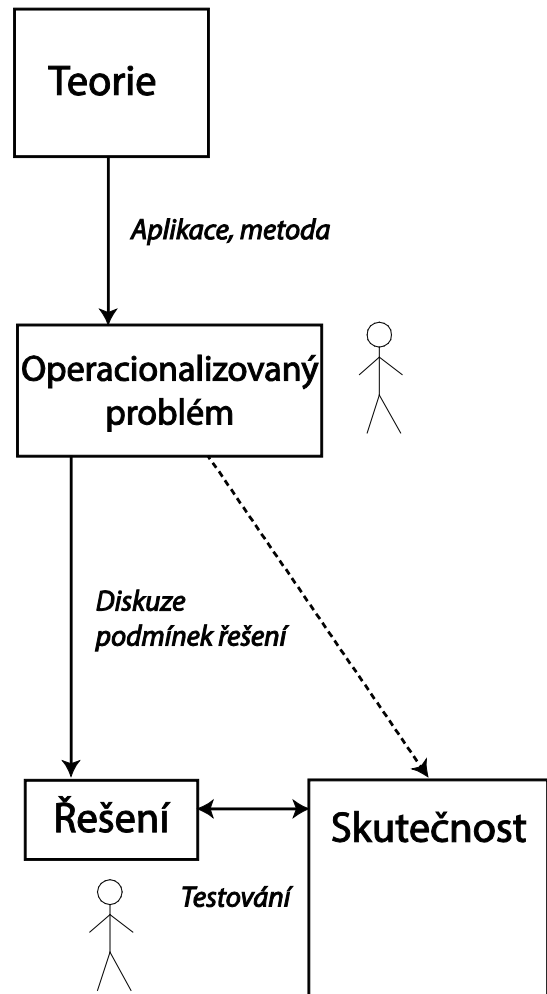 Teorie
Aplikace, metoda
Operacionalizovaný
problém
Diskuze
podmínek řešení
Řešení
Skutečnost
Testování